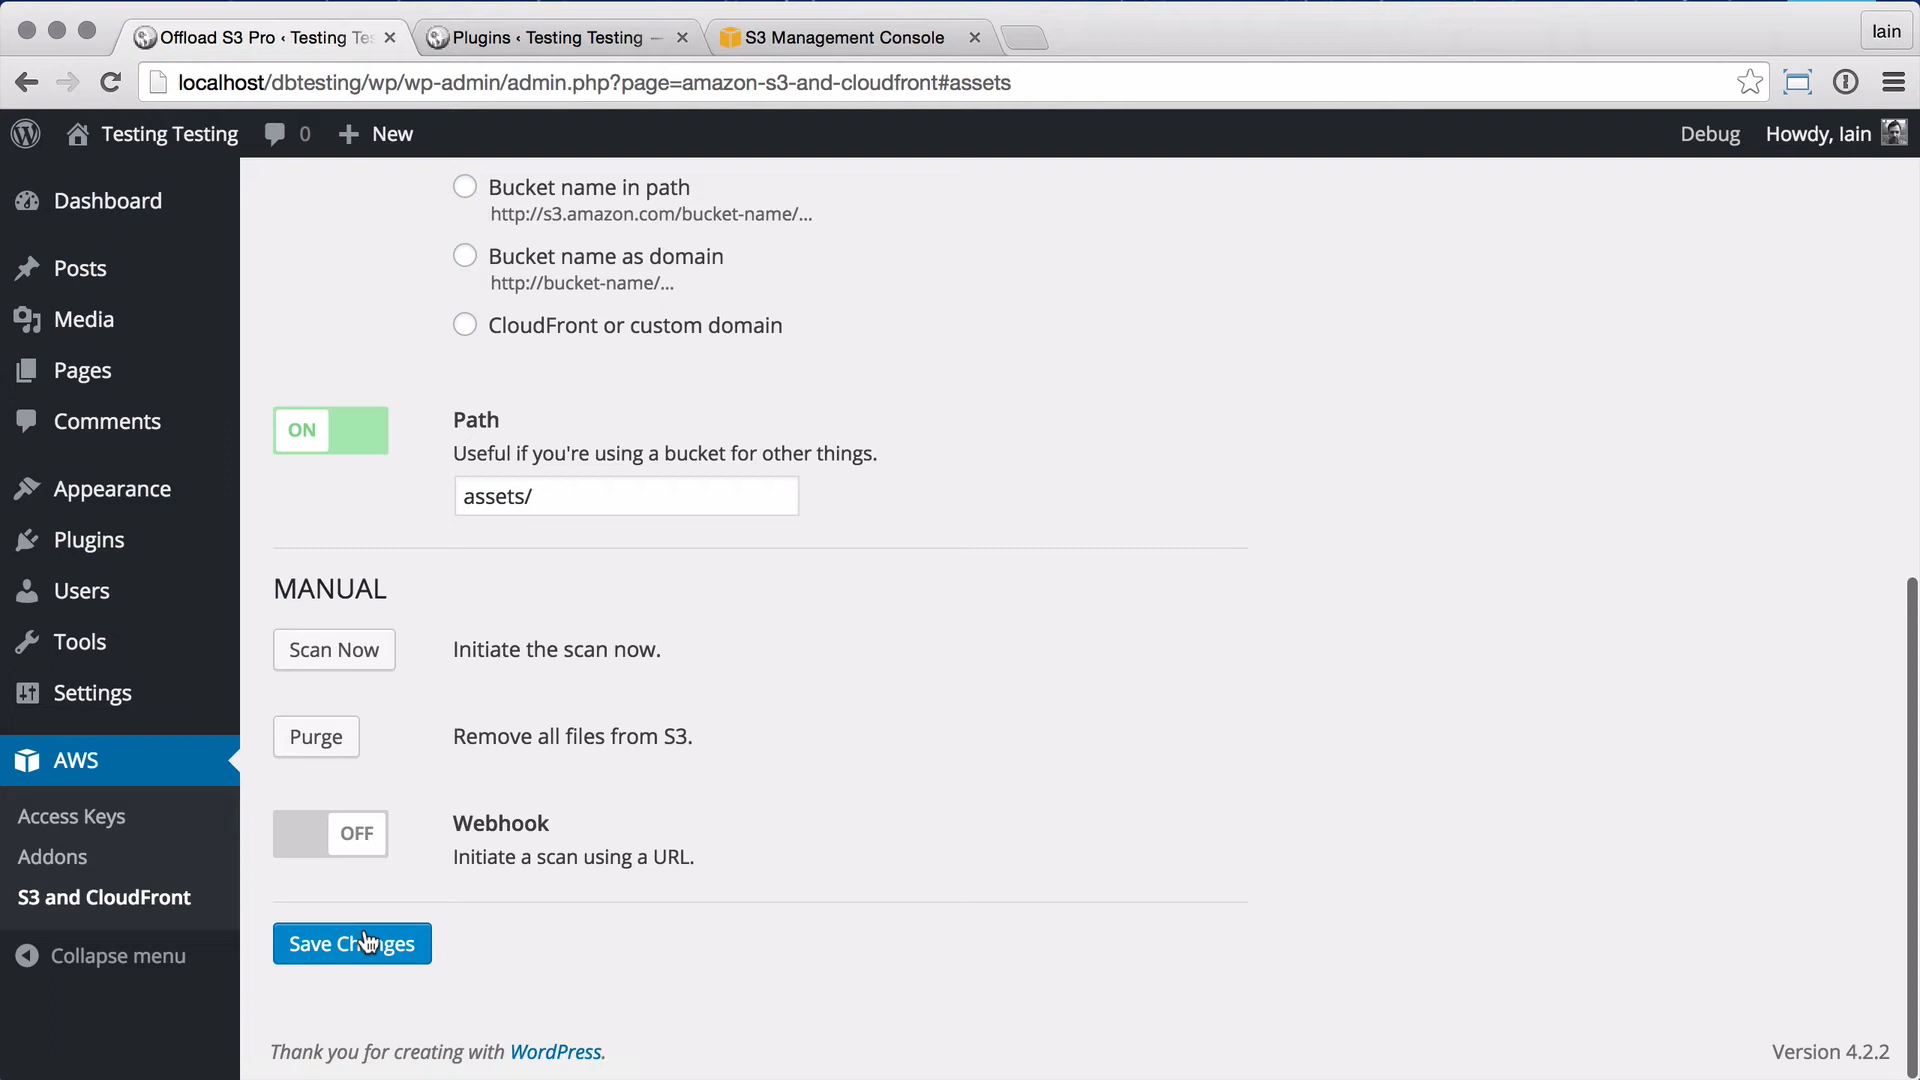 Offload S3 Pro ‹ Testing Tes
Plugins ‹ Testing Testing —
S3 Management Console
Iain
localhost/dbtesting/wp/wp-admin/admin.php?page=amazon-s3-and-cloudfront#assets
Testing Testing
0
New
Debug
Howdy, Iain
Dashboard
Posts
Media
Pages
Comments
Appearance
Plugins
Users
Tools
Settings
AWS
Access Keys
Addons
S3 and CloudFront
Collapse menu
Bucket name in path
http://s3.amazon.com/bucket-name/...
Bucket name as domain
http://bucket-name/...
CloudFront or custom domain
ON
Path
Useful if you're using a bucket for other things.
assets/
MANUAL
Scan Now
Initiate the scan now.
Purge
Remove all files from S3.
OFF
Webhook
Initiate a scan using a URL.
Save Changes
Thank you for creating with WordPress.
Version 4.2.2